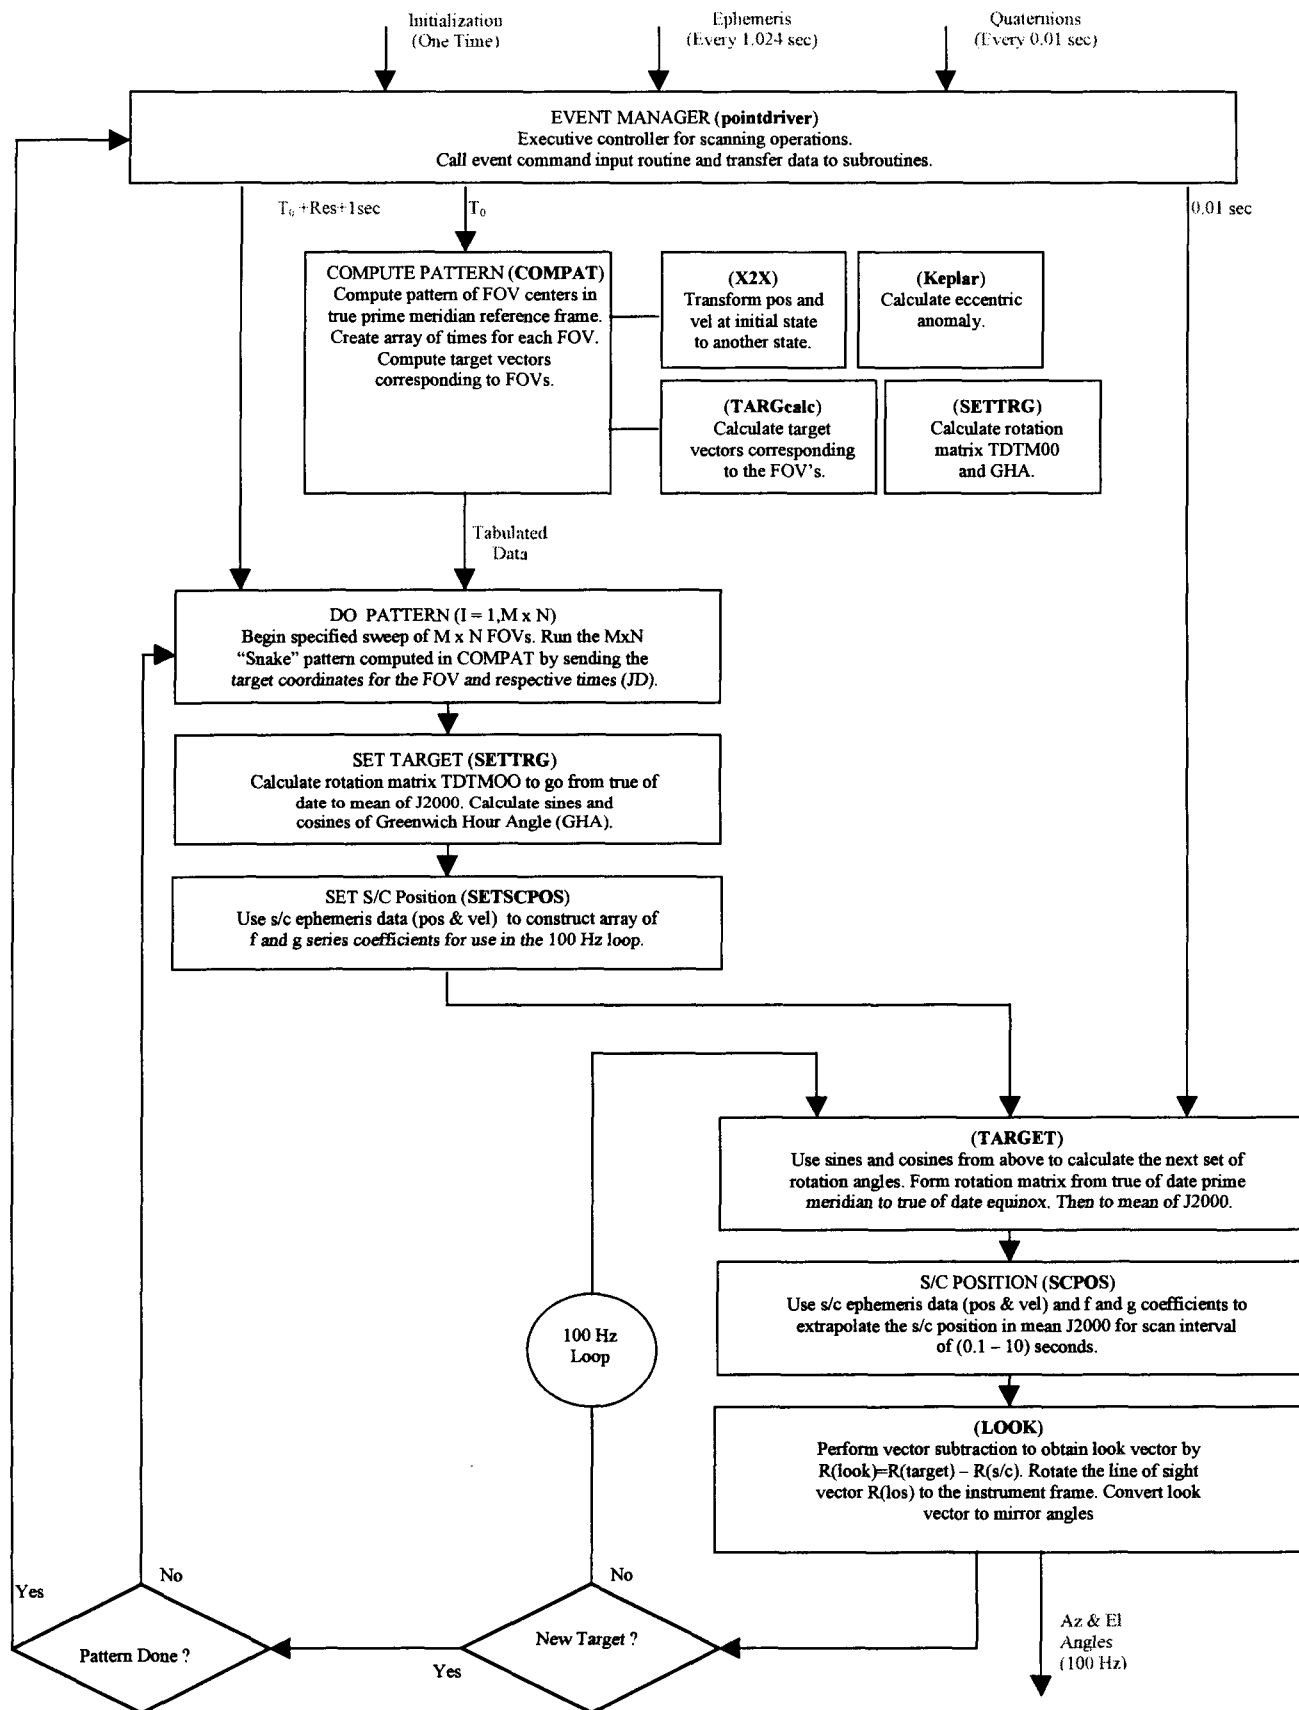 Initialization
(One Time)
Ephemeris
(Every 1.024 sec)
Quaternions
(Every 0.01 sec)
EVENT MANAGER (pointdriver)
Executive controller for scanning operations.
Call event command input routine and transfer data to subroutines.
T₀ +Res+1sec
T₀
0.01 sec
COMPUTE PATTERN (COMPAT)
Compute pattern of FOV centers in
true prime meridian reference frame.
Create array of times for each FOV.
Compute target vectors
corresponding to FOVs.
(X2X)
Transform pos and
vel at initial state
to another state.
(Keplar)
Calculate eccentric
anomaly.
(TARGcalc)
Calculate target
vectors corresponding
to the FOV's.
(SETTRG)
Calculate rotation
matrix TDTM00
and GHA.
Tabulated
Data
DO PATTERN (I = 1,M x N)
Begin specified sweep of M x N FOVs. Run the MxN
“Snake” pattern computed in COMPAT by sending the
target coordinates for the FOV and respective times (JD).
SET TARGET (SETTRG)
Calculate rotation matrix TDTMOO to go from true of
date to mean of J2000. Calculate sines and
cosines of Greenwich Hour Angle (GHA).
SET S/C Position (SETSCPOS)
Use s/c ephemeris data (pos & vel) to construct array of
f and g series coefficients for use in the 100 Hz loop.
(TARGET)
Use sines and cosines from above to calculate the next set of
rotation angles. Form rotation matrix from true of date prime
meridian to true of date equinox. Then to mean of J2000.
S/C POSITION (SCPOS)
Use s/c ephemeris data (pos & vel) and f and g coefficients to
extrapolate the s/c position in mean J2000 for scan interval
of (0.1 – 10) seconds.
100 Hz
Loop
(LOOK)
Perform vector subtraction to obtain look vector by
R(look)=R(target) – R(s/c). Rotate the line of sight
vector R(los) to the instrument frame. Convert look
vector to mirror angles
Yes
No
Pattern Done ?
Yes
No
New Target ?
Az & El
Angles
(100 Hz)